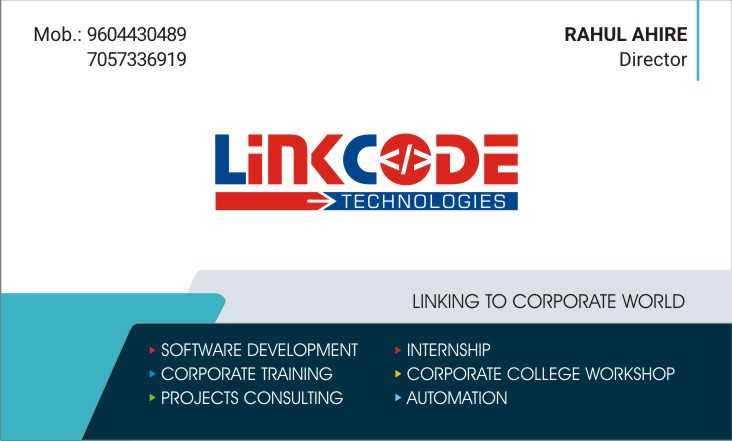 Mob.: 9604430489
7057336919
RAHUL AHIRE
Director
LiNKCODE
TECHNOLOGIES
LINKING TO CORPORATE WORLD
SOFTWARE DEVELOPMENT
CORPORATE TRAINING
PROJECTS CONSULTING
INTERNSHIP
CORPORATE COLLEGE WORKSHOP
AUTOMATION